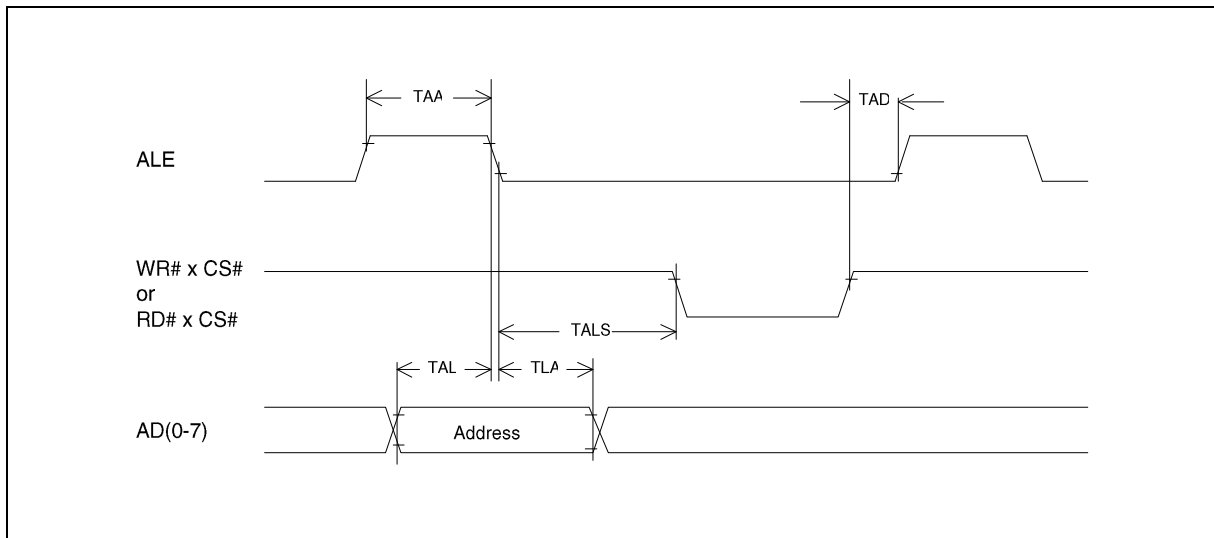 TAA
TAD
ALE
WR# x CS#
or
RD# x CS#
TALS
TAL
TLA
AD(0-7)
Address